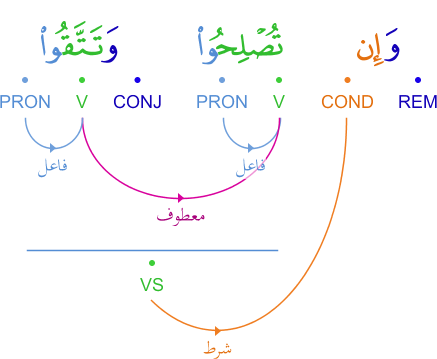 وَإِن تُصْلِحُوا۟ وَتَتَّقُوا۟
REM COND V PRON CONJ V PRON
فاعل فاعل
معطوف
VS
شرط